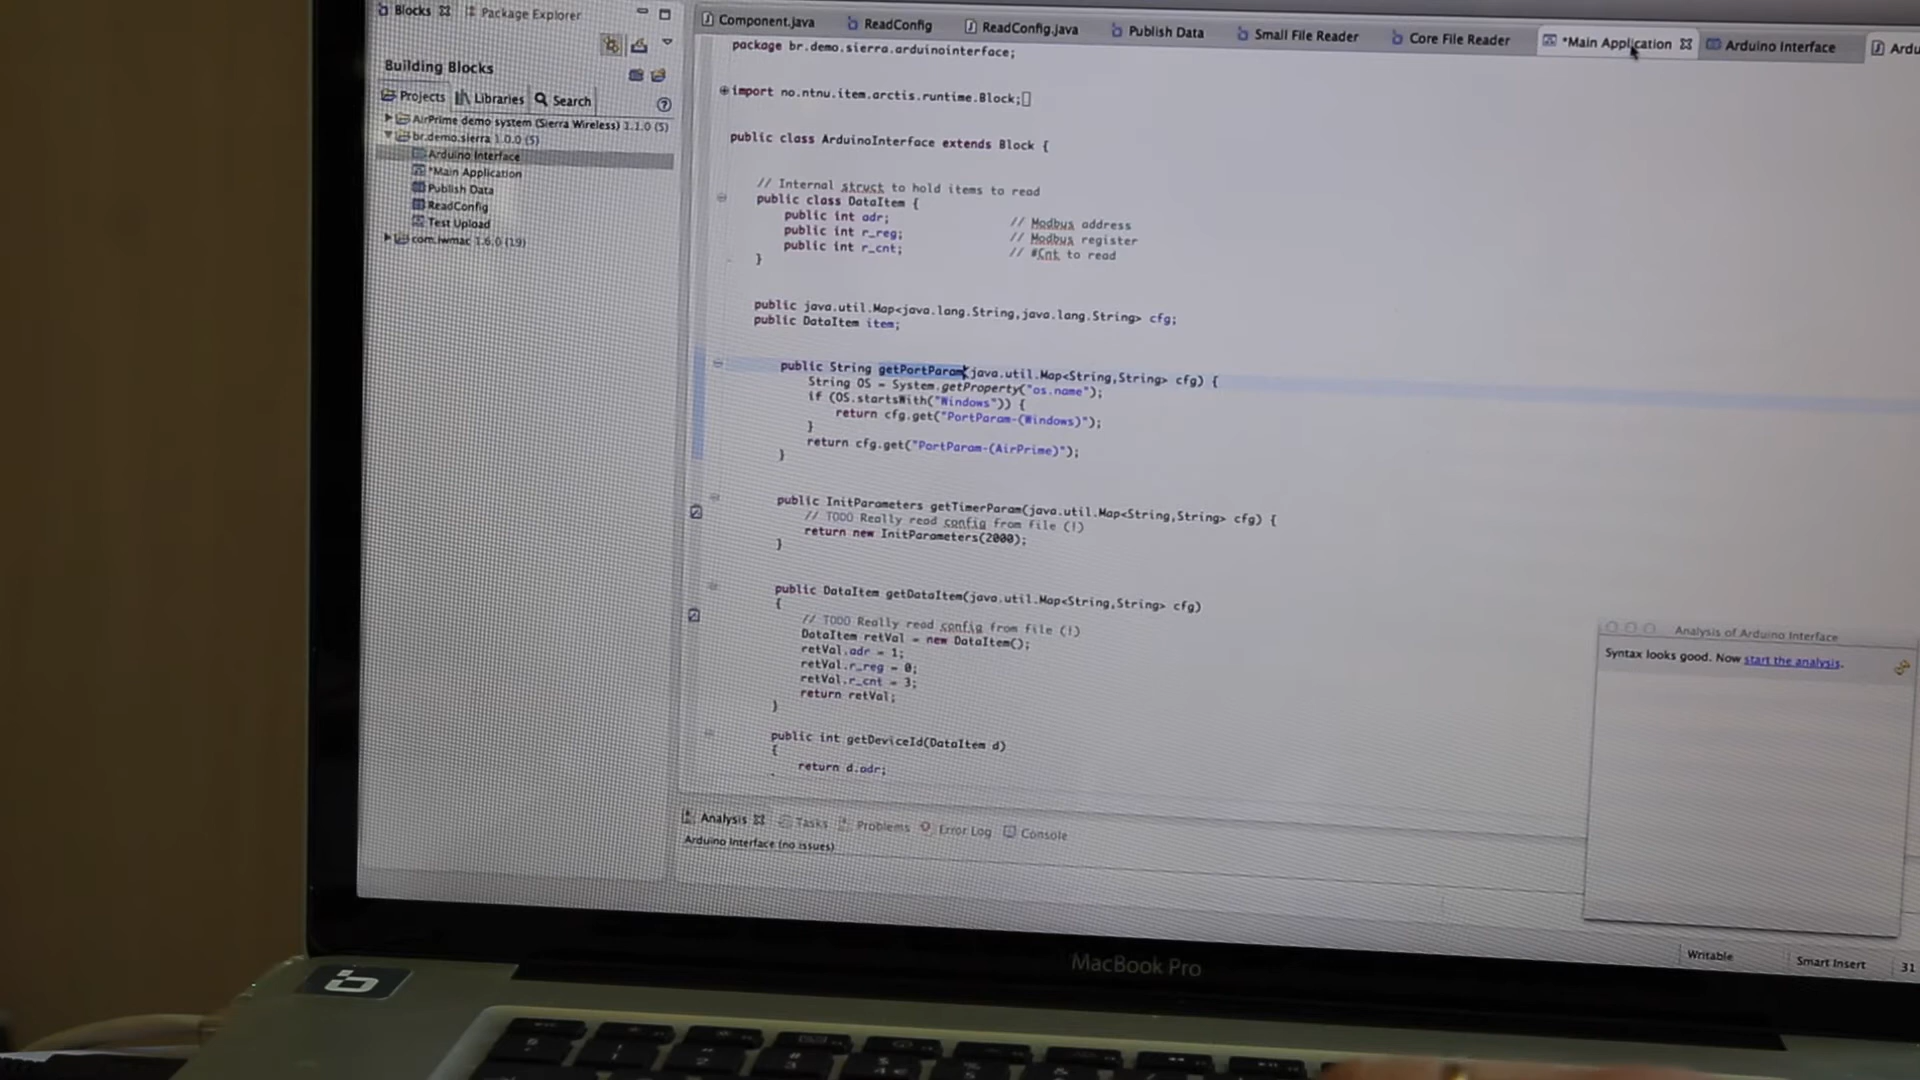 Blocks
Package Explorer
Building Blocks
Projects
Libraries
Search
AirPrime demo system (Sierra Wireless) 1.1.0 (5)
br.demo.sierra 1.0.0 (5)
Arduino Interface
*Main Application
Publish Data
ReadConfig
Test Upload
com.iwmac 1.6.0 (19)
Component.java
ReadConfig
ReadConfig.java
Publish Data
Small File Reader
Core File Reader
*Main Application
Arduino Interface
Ardu
package br.demo.sierra.arduinointerface;
import no.ntnu.item.arctis.runtime.Block;
public class ArduinoInterface extends Block {
// Internal struct to hold items to read
public class DataItem {
public int adr; // Modbus address
public int r_reg; // Modbus register
public int r_cnt; // #Cnt to read
}
public java.util.Map<java.lang.String,java.lang.String> cfg;
public DataItem item;
public String getPortParam(java.util.Map<String,String> cfg) {
String OS = System.getProperty("os.name");
if (OS.startsWith("Windows")) {
return cfg.get("PortParam-(Windows)");
}
return cfg.get("PortParam-(AirPrime)");
}
public InitParameters getTimerParam(java.util.Map<String,String> cfg) {
// TODO Really read config from file (!)
return new InitParameters(2000);
}
public DataItem getDataItem(java.util.Map<String,String> cfg)
{
// TODO Really read config from file (!)
DataItem retVal = new DataItem();
retVal.adr = 1;
retVal.r_reg = 0;
retVal.r_cnt = 3;
return retVal;
}
public int getDeviceId(DataItem d)
{
return d.adr;
Analysis of Arduino Interface
Syntax looks good. Now start the analysis.
Analysis
Tasks
Problems
Error Log
Console
Arduino Interface (no issues)
Writable
Smart Insert
31
MacBook Pro